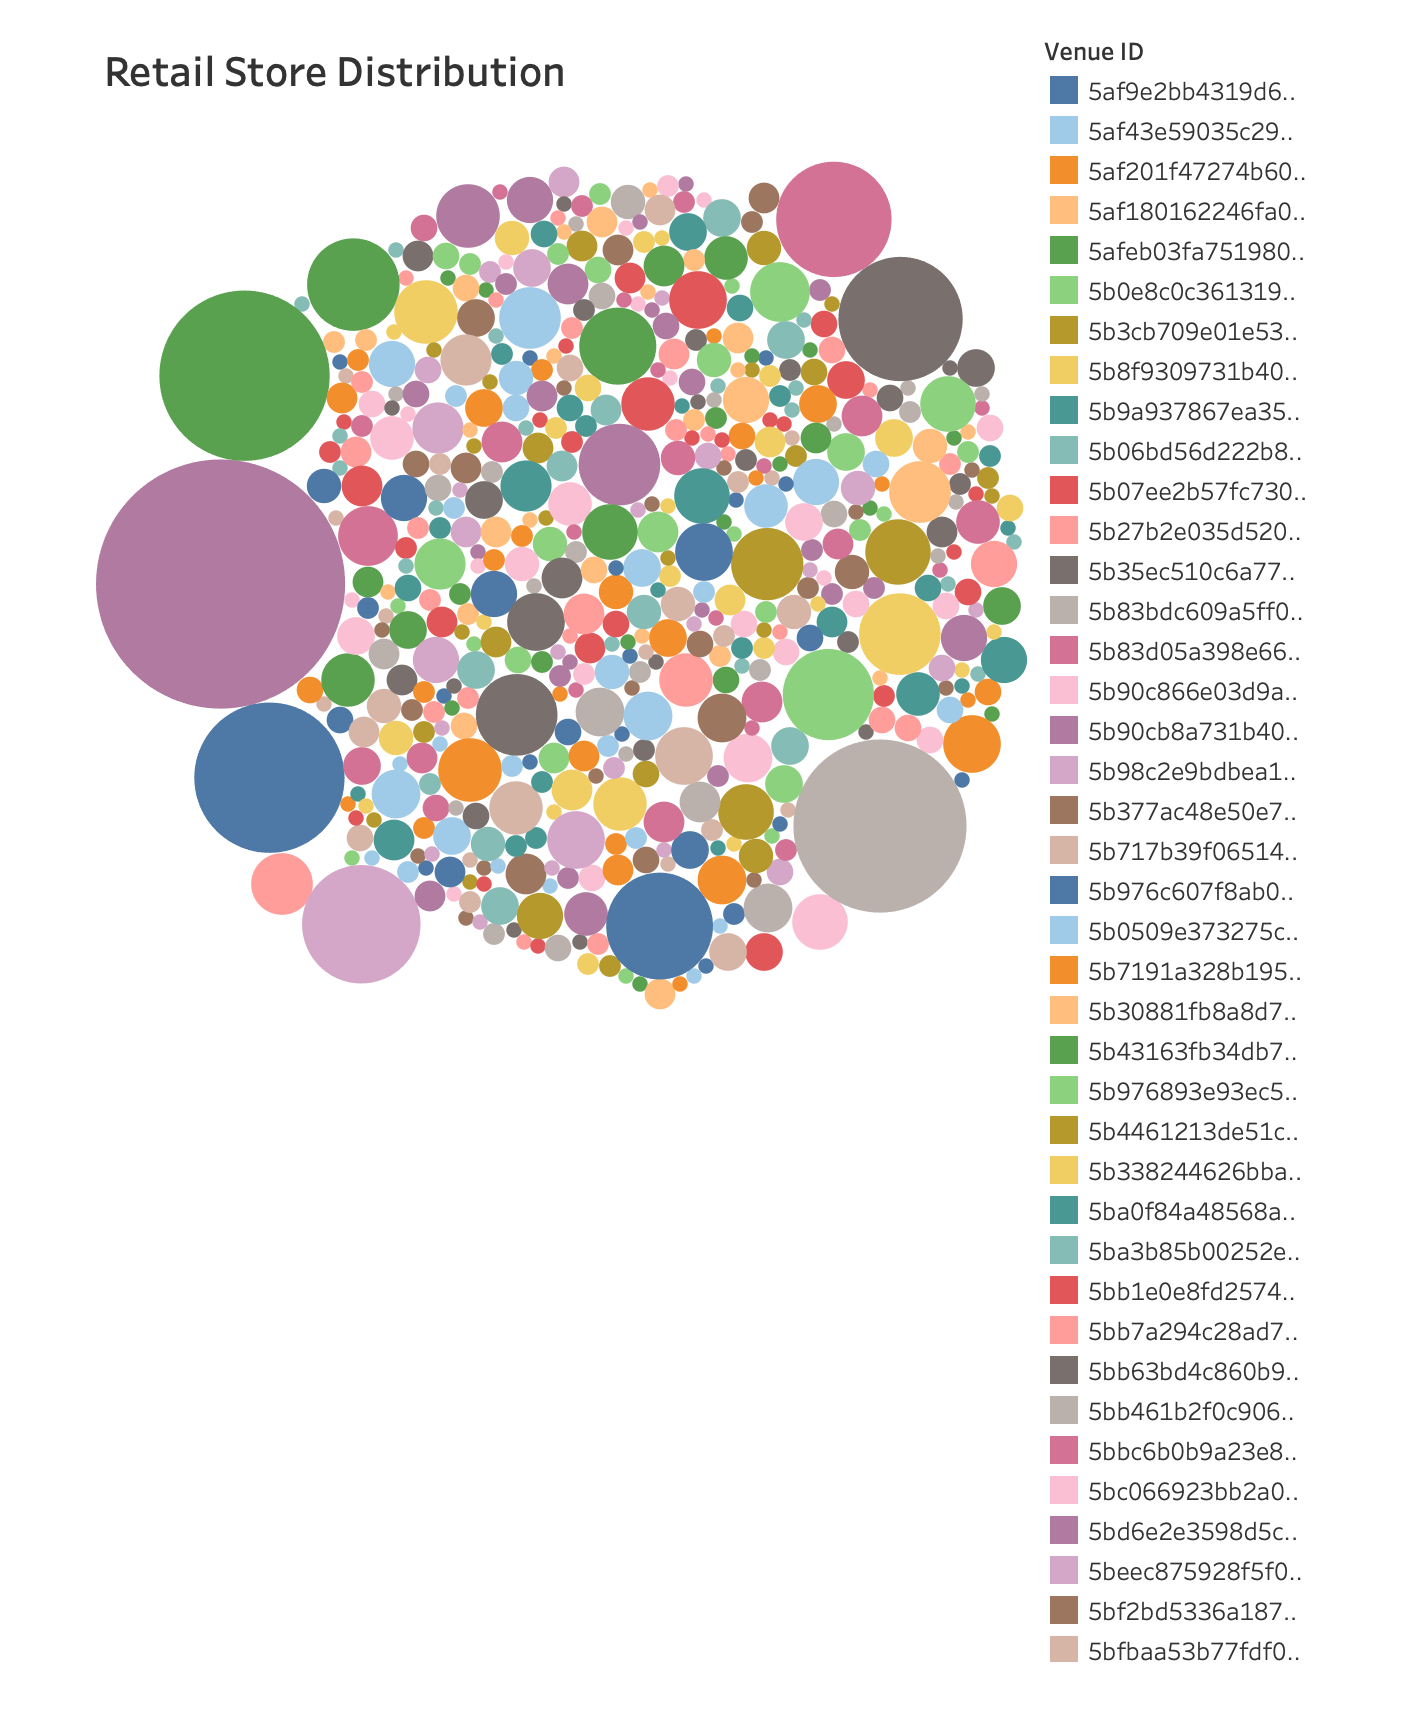 Retail Store Distribution
Venue ID
5af9e2bb4319d6..
5af43e59035c29..
5af201f47274b60..
5af180162246fa0..
5afeb03fa751980..
5b0e8c0c361319..
5b3cb709e01e53..
5b8f9309731b40..
5b9a937867ea35..
5b06bd56d222b8..
5b07ee2b57fc730..
5b27b2e035d520..
5b35ec510c6a77..
5b83bdc609a5ff0..
5b83d05a398e66..
5b90c866e03d9a..
5b90cb8a731b40..
5b98c2e9bdbea1..
5b377ac48e50e7..
5b717b39f06514..
5b976c607f8ab0..
5b0509e373275c..
5b7191a328b195..
5b30881fb8a8d7..
5b43163fb34db7..
5b976893e93ec5..
5b4461213de51c..
5b338244626bba..
5ba0f84a48568a..
5ba3b85b00252e..
5bb1e0e8fd2574..
5bb7a294c28ad7..
5bb63bd4c860b9..
5bb461b2f0c906..
5bbc6b0b9a23e8..
5bc066923bb2a0..
5bd6e2e3598d5c..
5beec875928f5f0..
5bf2bd5336a187..
5bfbaa53b77fdf0..